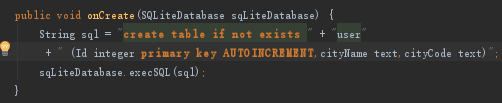 public void onCreate(SQLiteDatabase sqLiteDatabase) {
String sql = "create table if not exists " + "user"
+ " (Id integer primary key AUTOINCREMENT,cityName text,cityCode text)";
sqLiteDatabase.execSQL(sql);
}